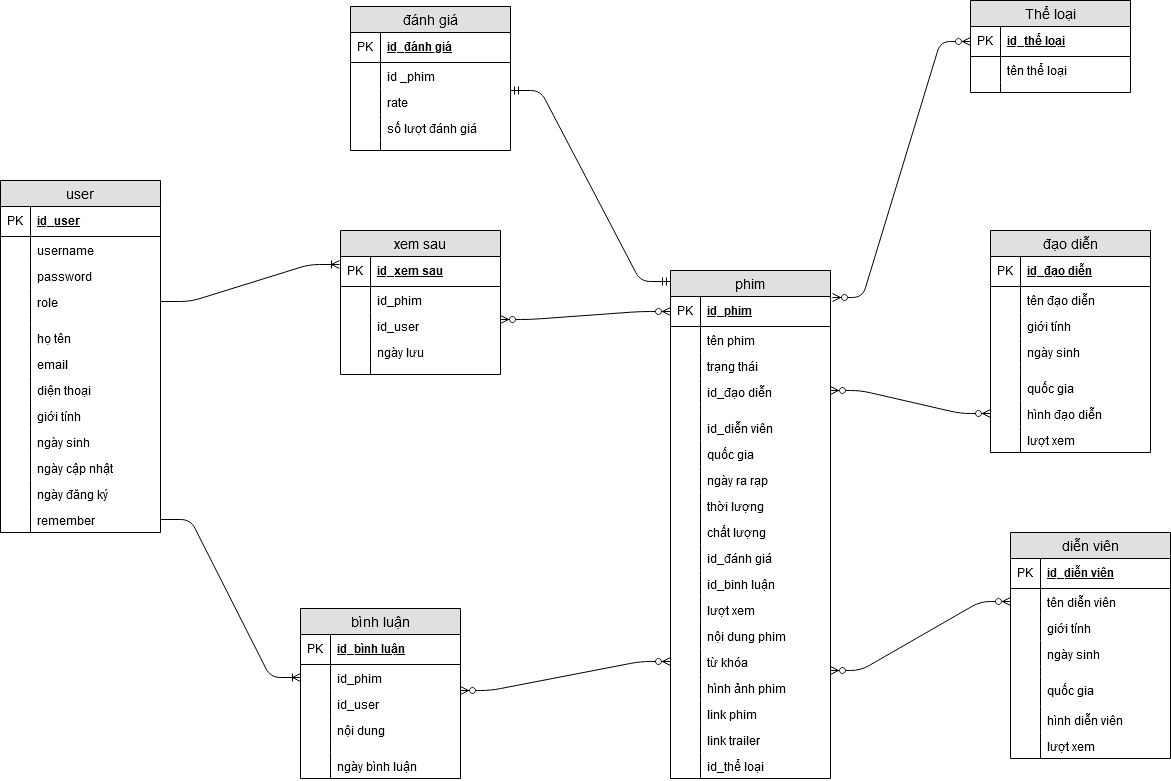 đánh giá
PK id_đánh giá
id _phim
rate
số lượt đánh giá
Thể loại
PK id_thể loại
tên thể loại
user
PK id_user
username
password
role
họ tên
email
diện thoại
giới tính
ngày sinh
ngày cập nhật
ngày đăng ký
remember
xem sau
PK id_xem sau
id_phim
id_user
ngày lưu
phim
PK id_phim
tên phim
trạng thái
id_đạo diễn
id_diễn viên
quốc gia
ngày ra rạp
thời lượng
chất lượng
id_đánh giá
id_binh luận
lượt xem
nội dung phim
từ khóa
hình ảnh phim
link phim
link trailer
id_thể loại
đạo diễn
PK id_đạo diễn
tên đạo diễn
giới tính
ngày sinh
quốc gia
hình đạo diễn
lượt xem
diễn viên
PK id_diễn viên
tên diễn viên
giới tính
ngày sinh
quốc gia
hình diễn viên
lượt xem
bình luận
PK id_bình luận
id_phim
id_user
nội dung
ngày bình luận